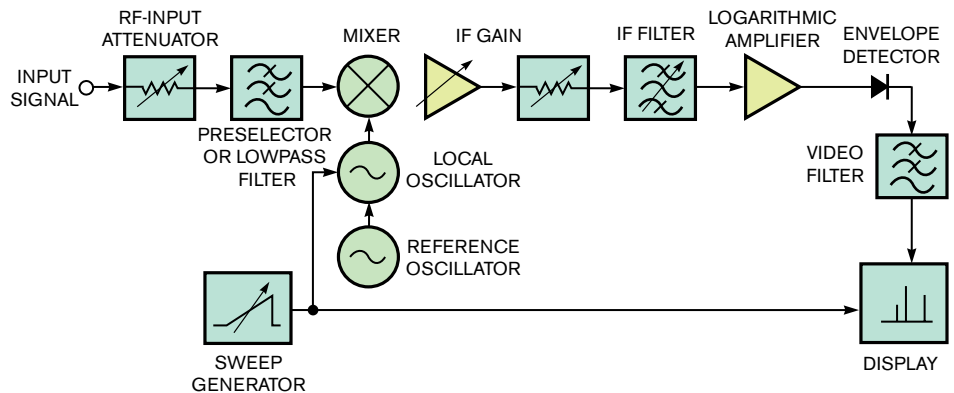 RF-INPUT
ATTENUATOR
MIXER
IF GAIN
IF FILTER
LOGARITHMIC
AMPLIFIER
ENVELOPE
DETECTOR
INPUT
SIGNAL
PRESELECTOR
OR LOWPASS
FILTER
LOCAL
OSCILLATOR
VIDEO
FILTER
REFERENCE
OSCILLATOR
SWEEP
GENERATOR
DISPLAY